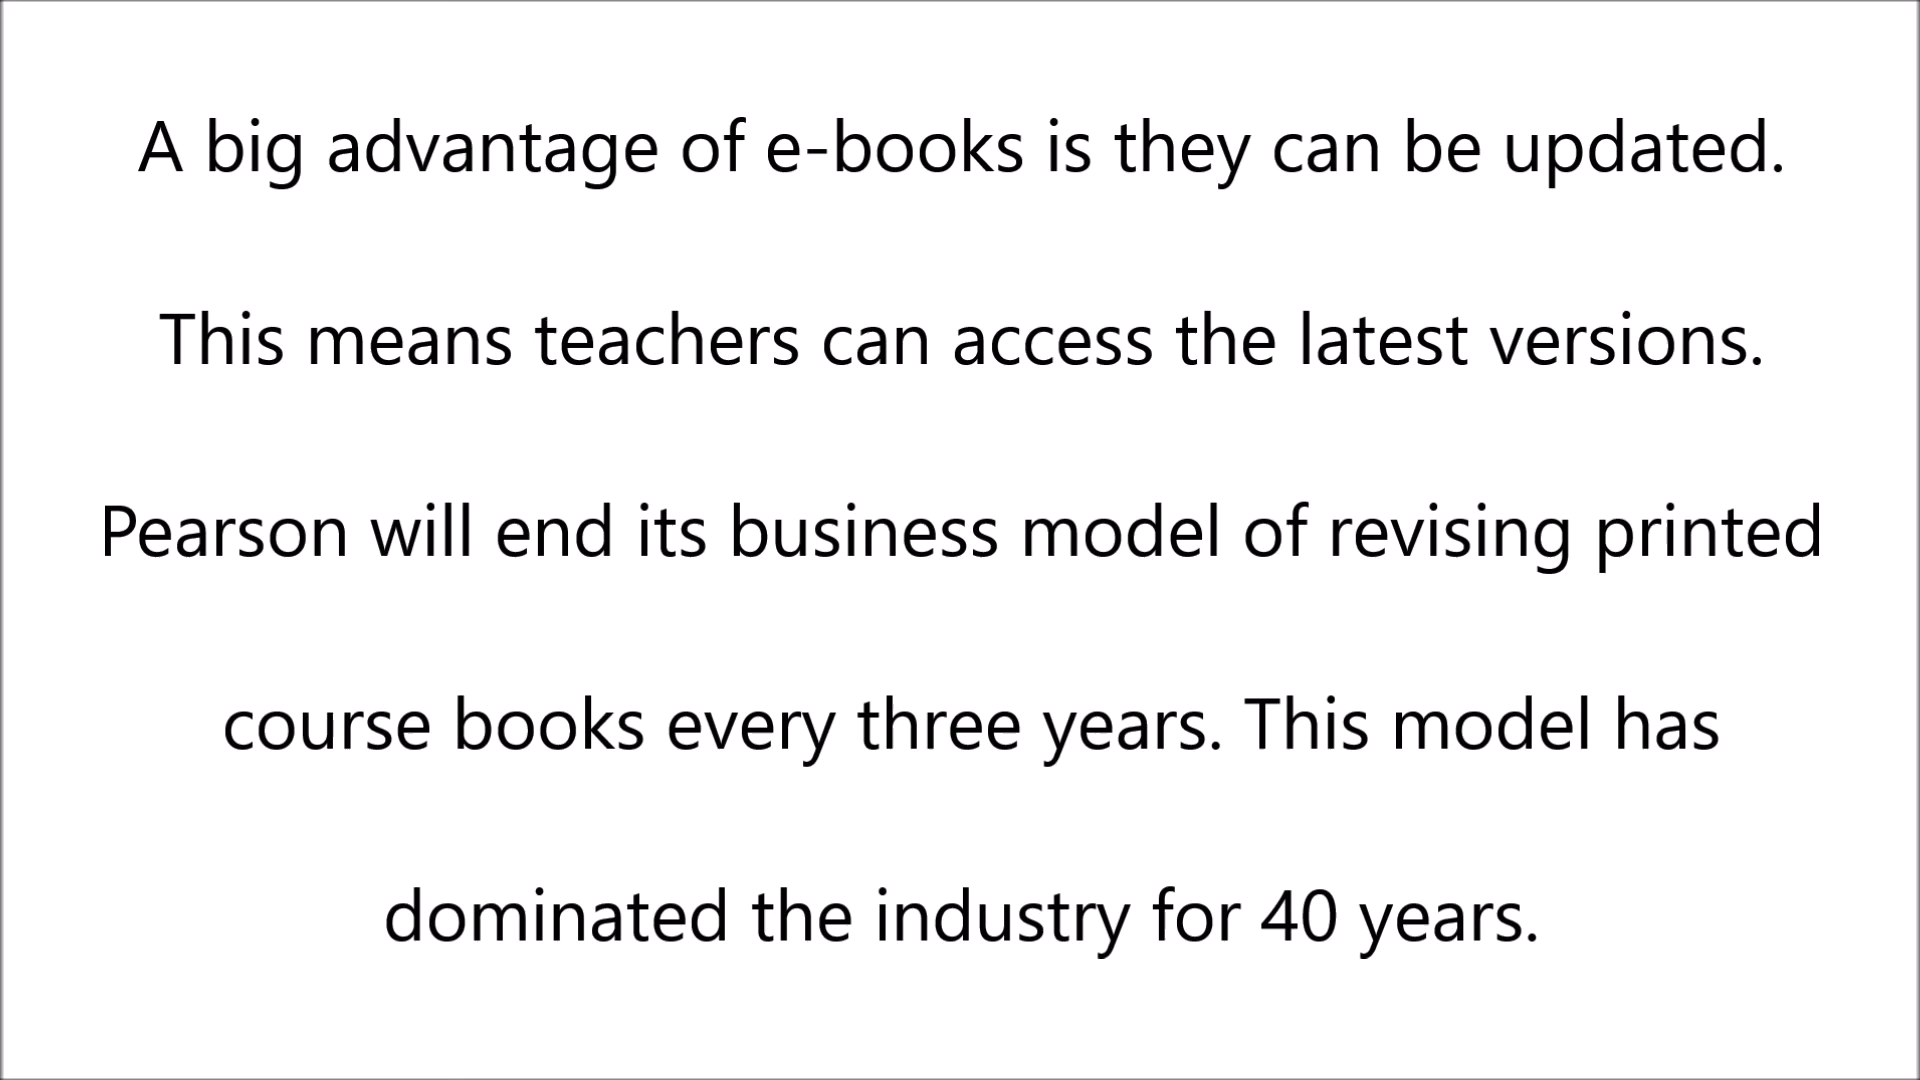 A big advantage of e-books is they can be updated.
This means teachers can access the latest versions.
Pearson will end its business model of revising printed
course books every three years. This model has
dominated the industry for 40 years.